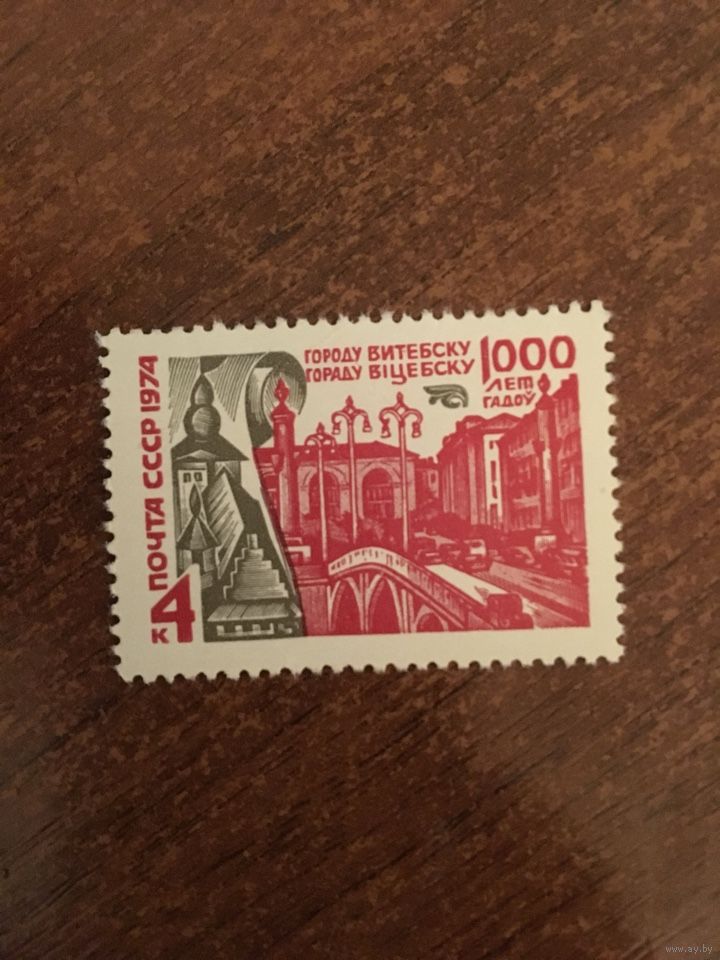 ПОЧТА СССР 1974
4
К
ГОРОДУ ВИТЕБСКУ 1000
ГОРАДУ ВІЦЕБСКУ
ЛЕТ
ГАДОЎ
www.ay.by